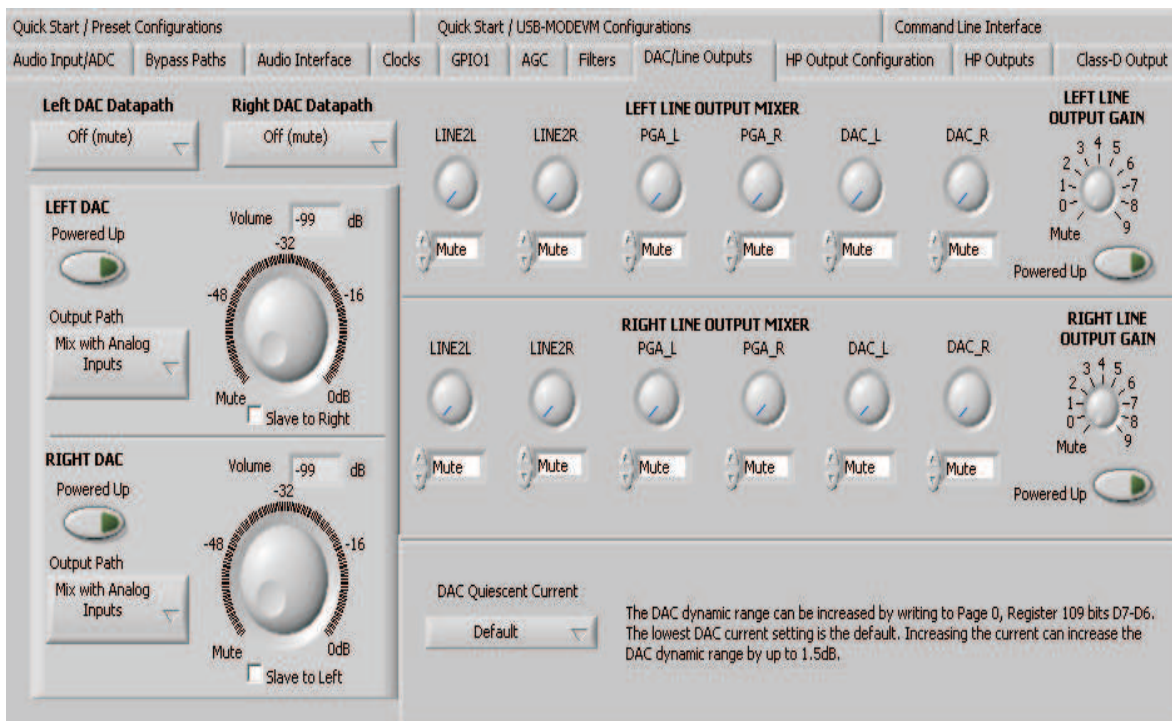 Quick Start / Preset Configurations
Quick Start / USB-MODEVM Configurations
Command Line Interface
Audio Input/ADC
Bypass Paths
Audio Interface
Clocks
GPIO1
AGC
Filters
DAC/Line Outputs
HP Output Configuration
HP Outputs
Class-D Output
Left DAC Datapath
Right DAC Datapath
Off (mute)
Off (mute)
LEFT DAC
Powered Up
Volume -99 dB
-32
-48
-16
Output Path
Mix with Analog
Inputs
Mute
0dB
Slave to Right
RIGHT DAC
Powered Up
Volume -99 dB
-32
-48
-16
Output Path
Mix with Analog
Inputs
Mute
0dB
Slave to Left
LEFT LINE OUTPUT MIXER
LINE2L
LINE2R
PGA_L
PGA_R
DAC_L
DAC_R
Mute
Mute
Mute
Mute
Mute
Mute
LEFT LINE
OUTPUT GAIN
3 4 5
2 6
1 7
0 8
Mute 9
Powered Up
RIGHT LINE OUTPUT MIXER
LINE2L
LINE2R
PGA_L
PGA_R
DAC_L
DAC_R
Mute
Mute
Mute
Mute
Mute
Mute
RIGHT LINE
OUTPUT GAIN
3 4 5
2 6
1 7
0 8
Mute 9
Powered Up
DAC Quiescent Current
Default
The DAC dynamic range can be increased by writing to Page 0, Register 109 bits D7-D6.
The lowest DAC current setting is the default. Increasing the current can increase the
DAC dynamic range by up to 1.5dB.